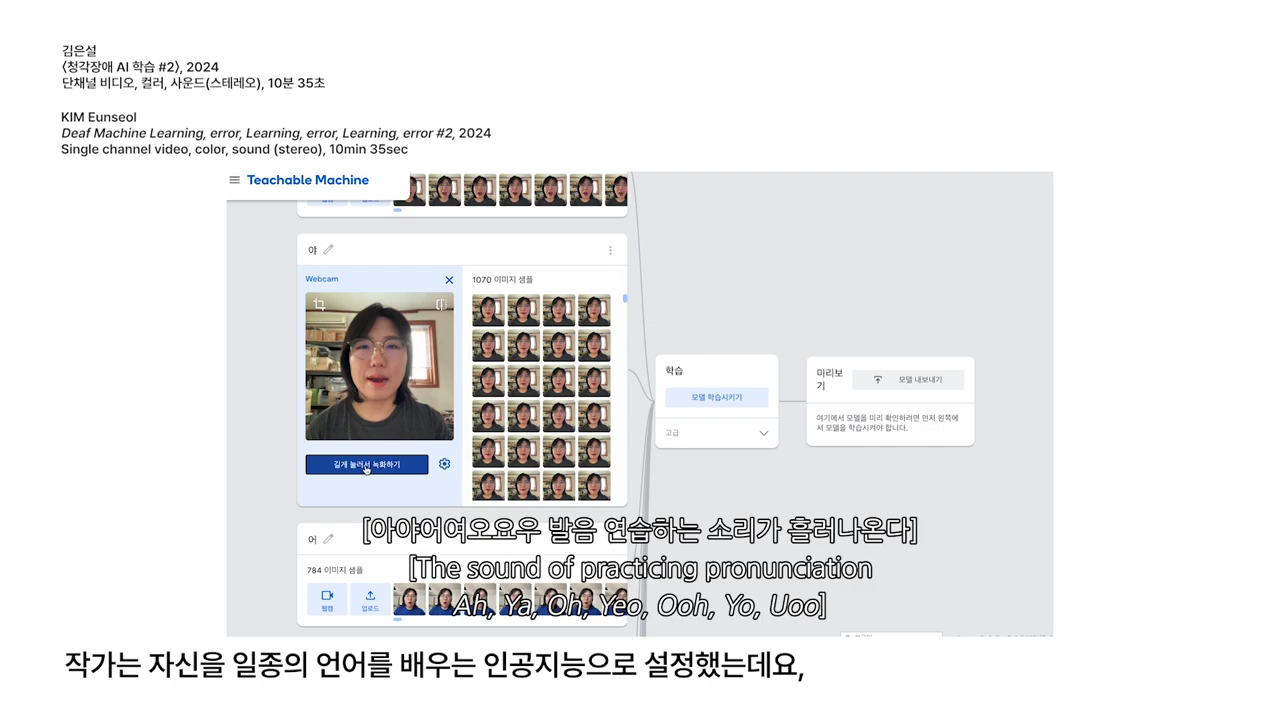 김은설
〈청각장애 AI 학습 #2〉, 2024
단채널 비디오, 컬러, 사운드(스테레오), 10분 35초
KIM Eunseol
Deaf Machine Learning, error, Learning, error, Learning, error #2, 2024
Single channel video, color, sound (stereo), 10min 35sec
Teachable Machine
야
Webcam
1070 이미지 샘플
길게 눌러서 녹화하기
학습
모델 학습시키기
고급
미리보
기
모델 내보내기
여기에서 모델을 미리 확인하려면 먼저 왼쪽에
서 모델을 학습시켜야 합니다.
어
784 이미지 샘플
웹캠
업로드
[아야어여오요우 발음 연습하는 소리가 흘러나온다]
[The sound of practicing pronunciation
Ah, Ya, Oh, Yeo, Ooh, Yo, Uoo]
작가는 자신을 일종의 언어를 배우는 인공지능으로 설정했는데요,